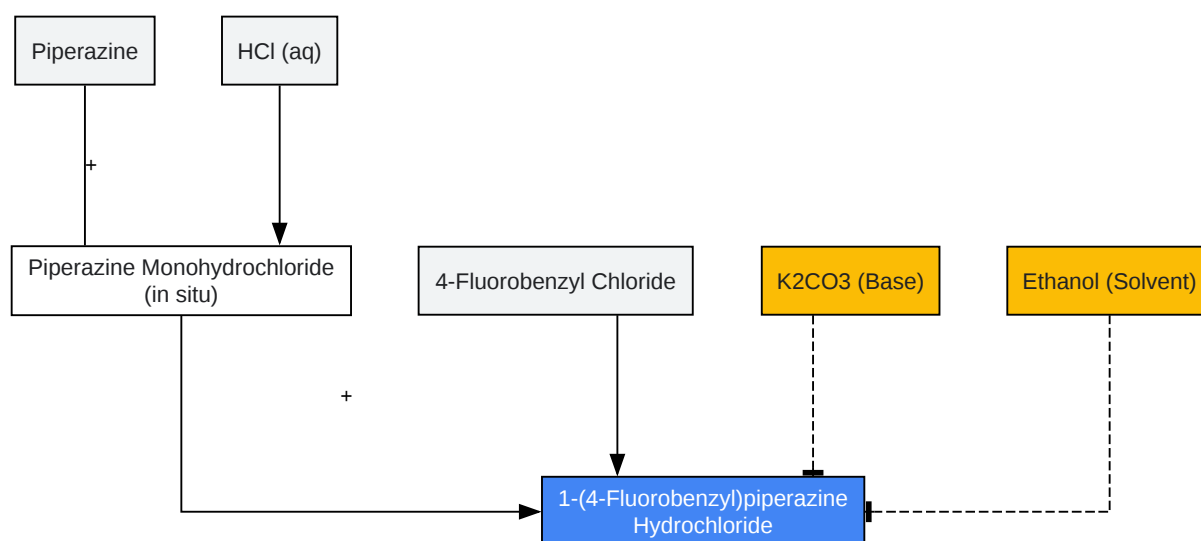 Piperazine
HCl (aq)
+
Piperazine Monohydrochloride
(in situ)
4-Fluorobenzyl Chloride
K2CO3 (Base)
Ethanol (Solvent)
+
1-(4-Fluorobenzyl)piperazine
Hydrochloride